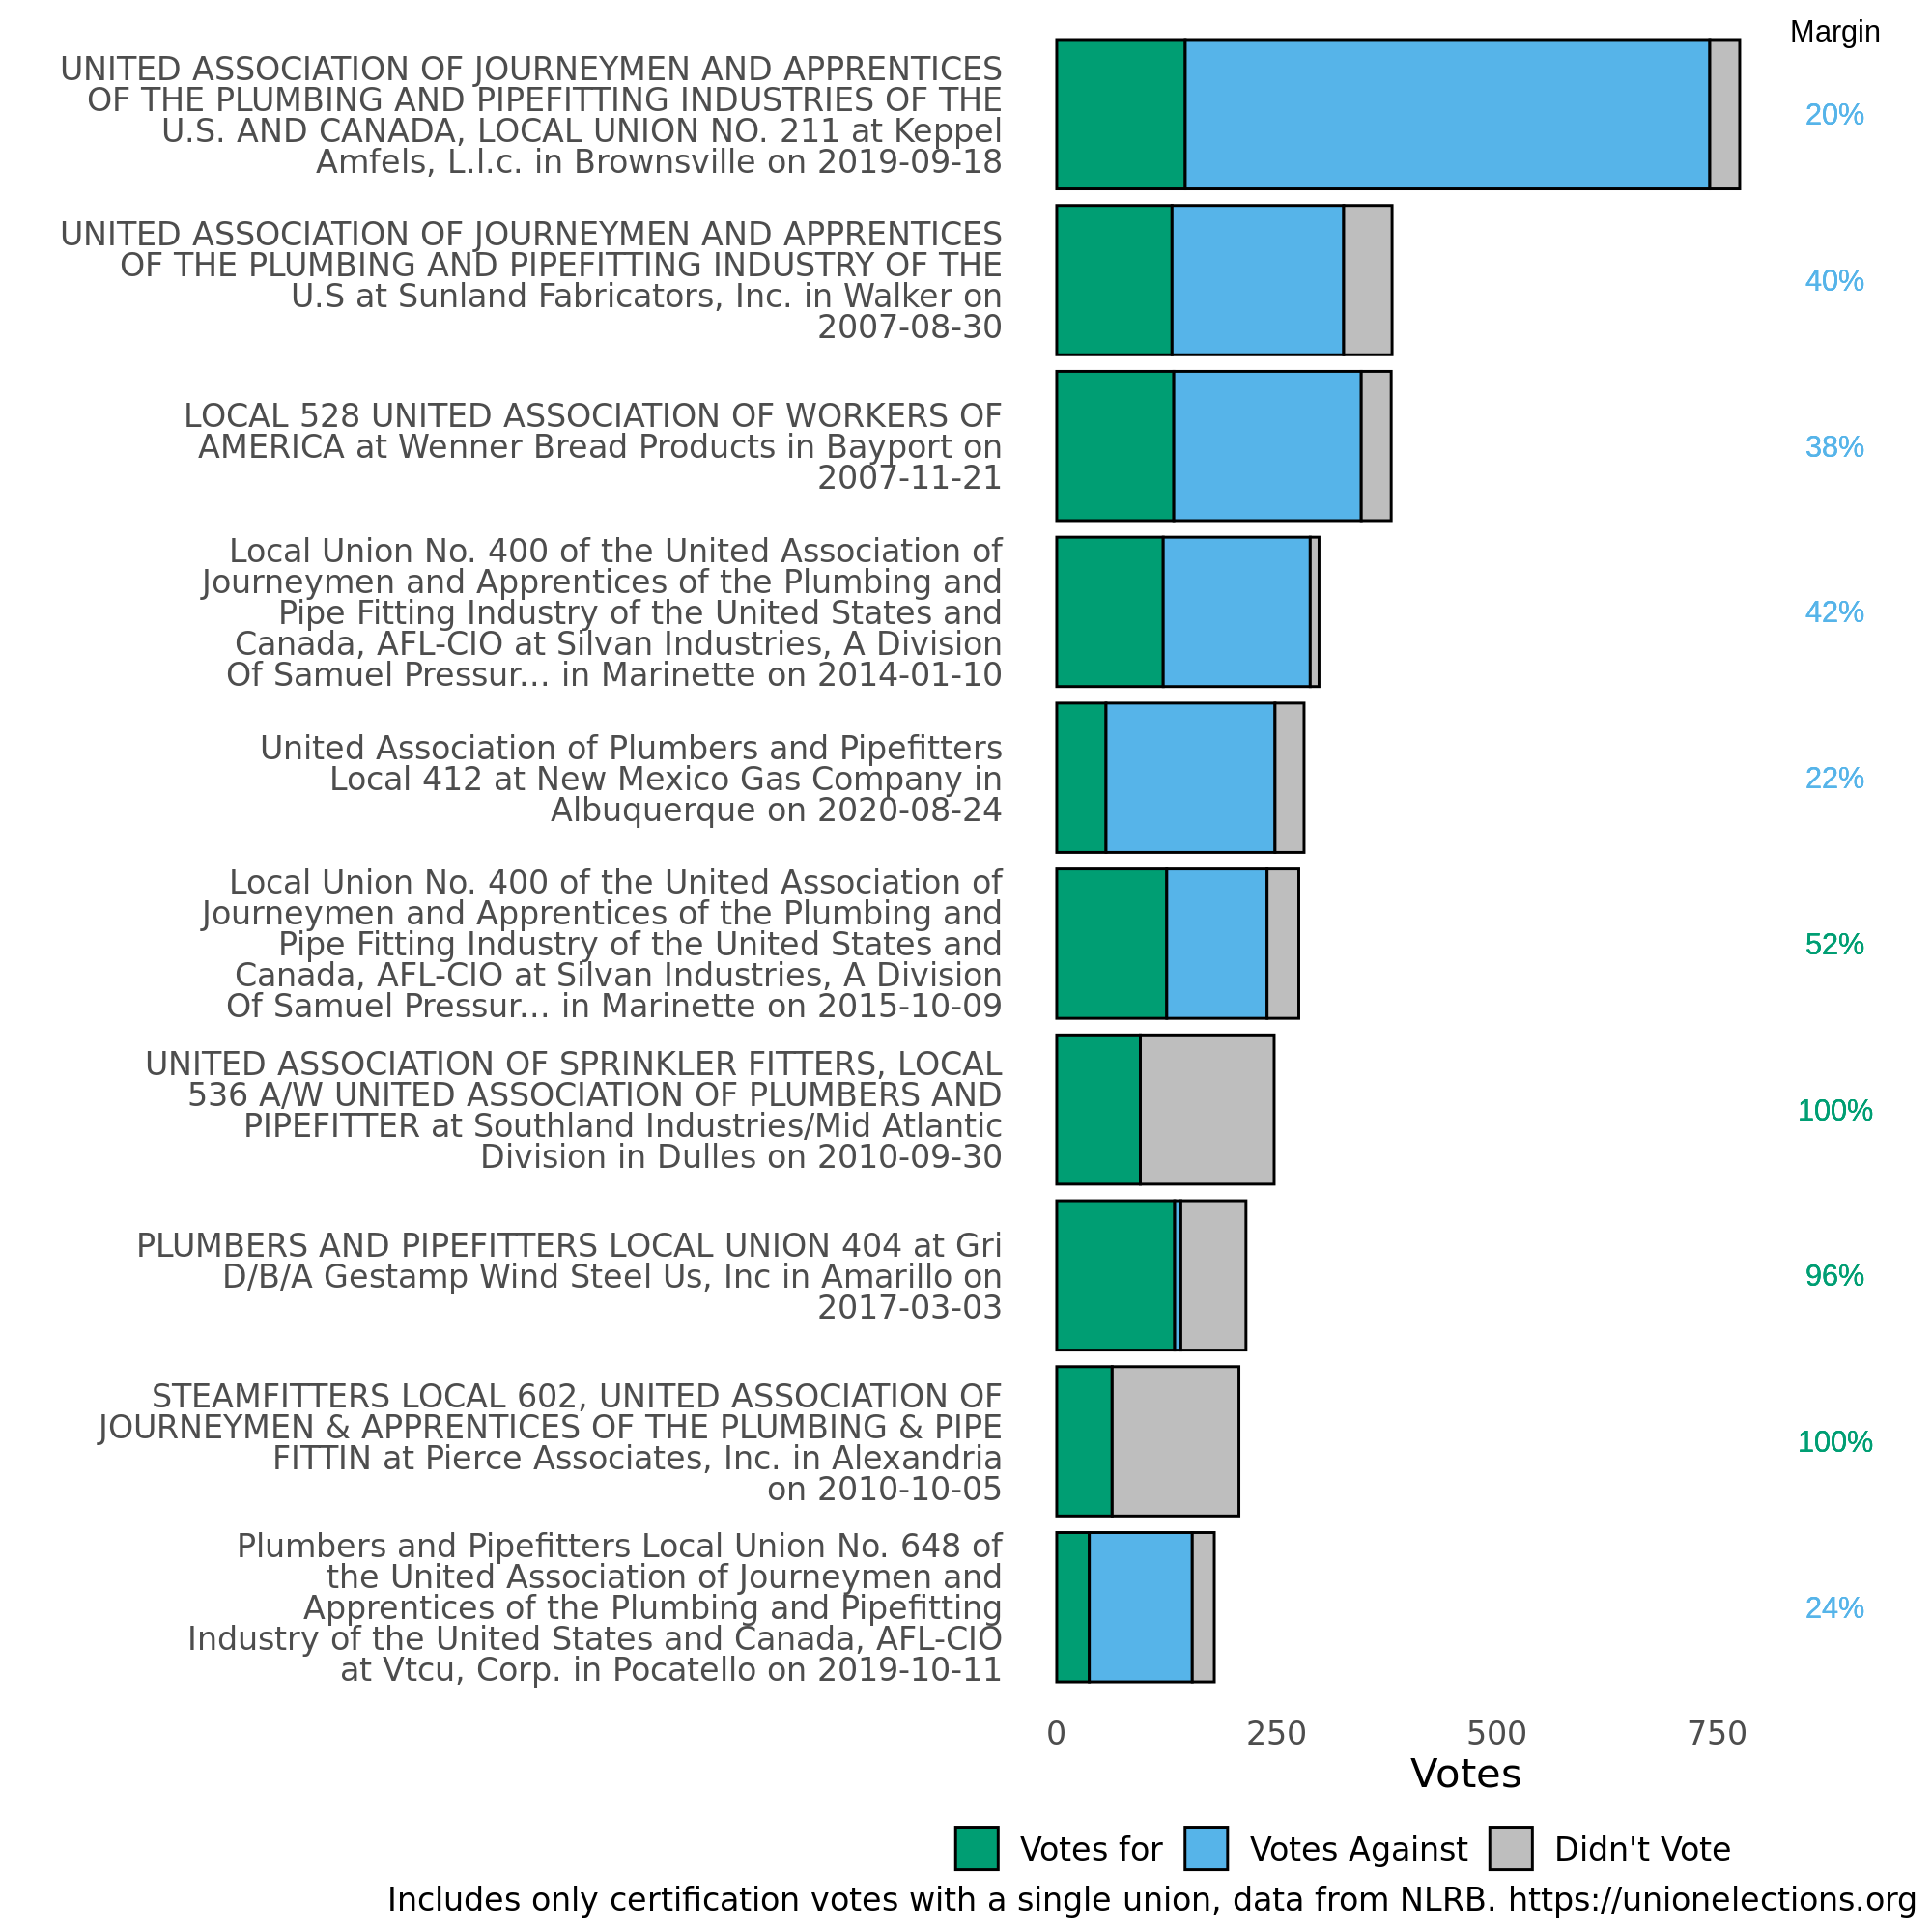 Margin
UNITED ASSOCIATION OF JOURNEYMEN AND APPRENTICES
OF THE PLUMBING AND PIPEFITTING INDUSTRIES OF THE
U.S. AND CANADA, LOCAL UNION NO. 211 at Keppel
Amfels, L.l.c. in Brownsville on 2019-09-18
20%
UNITED ASSOCIATION OF JOURNEYMEN AND APPRENTICES
OF THE PLUMBING AND PIPEFITTING INDUSTRY OF THE
U.S at Sunland Fabricators, Inc. in Walker on
2007-08-30
40%
LOCAL 528 UNITED ASSOCIATION OF WORKERS OF
AMERICA at Wenner Bread Products in Bayport on
2007-11-21
38%
Local Union No. 400 of the United Association of
Journeymen and Apprentices of the Plumbing and
Pipe Fitting Industry of the United States and
Canada, AFL-CIO at Silvan Industries, A Division
Of Samuel Pressur... in Marinette on 2014-01-10
42%
United Association of Plumbers and Pipefitters
Local 412 at New Mexico Gas Company in
Albuquerque on 2020-08-24
22%
Local Union No. 400 of the United Association of
Journeymen and Apprentices of the Plumbing and
Pipe Fitting Industry of the United States and
Canada, AFL-CIO at Silvan Industries, A Division
Of Samuel Pressur... in Marinette on 2015-10-09
52%
UNITED ASSOCIATION OF SPRINKLER FITTERS, LOCAL
536 A/W UNITED ASSOCIATION OF PLUMBERS AND
PIPEFITTER at Southland Industries/Mid Atlantic
Division in Dulles on 2010-09-30
100%
PLUMBERS AND PIPEFITTERS LOCAL UNION 404 at Gri
D/B/A Gestamp Wind Steel Us, Inc in Amarillo on
2017-03-03
96%
STEAMFITTERS LOCAL 602, UNITED ASSOCIATION OF
JOURNEYMEN & APPRENTICES OF THE PLUMBING & PIPE
FITTIN at Pierce Associates, Inc. in Alexandria
on 2010-10-05
100%
Plumbers and Pipefitters Local Union No. 648 of
the United Association of Journeymen and
Apprentices of the Plumbing and Pipefitting
Industry of the United States and Canada, AFL-CIO
at Vtcu, Corp. in Pocatello on 2019-10-11
24%
0 250 500 750
Votes
Votes for Votes Against Didn't Vote
Includes only certification votes with a single union, data from NLRB. https://unionelections.org